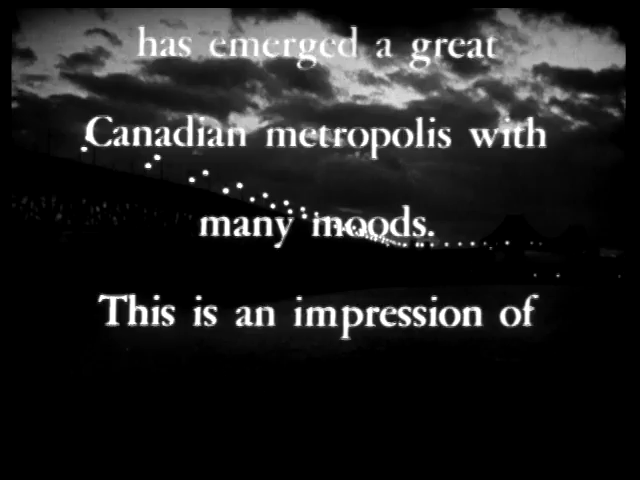 has emerged a great
Canadian metropolis with
many moods.
This is an impression of